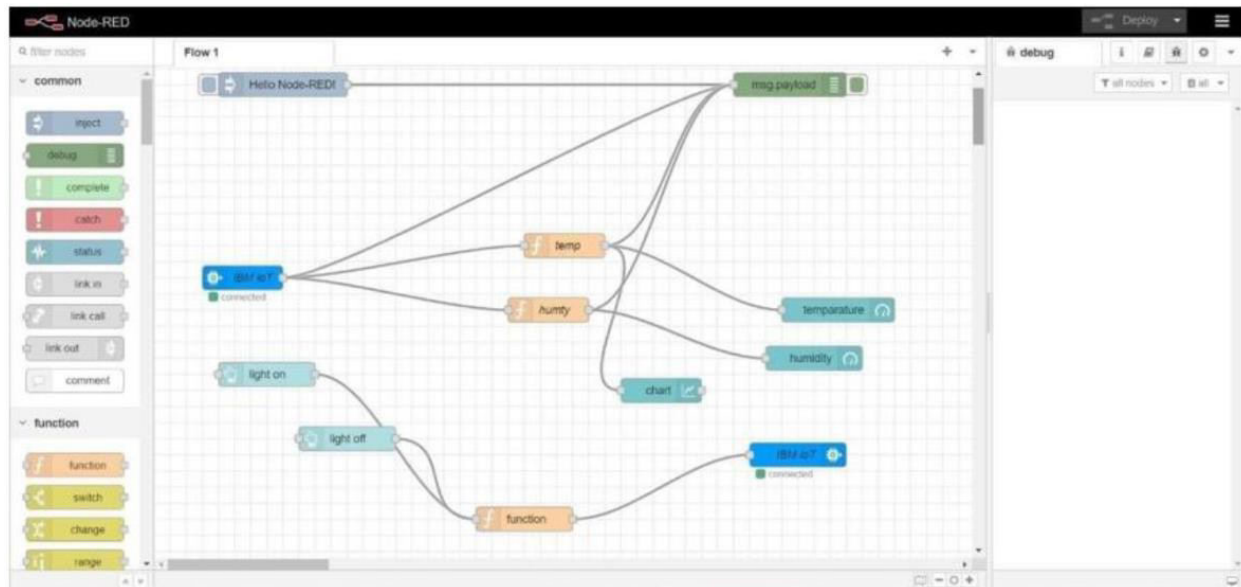 Node-RED
Deploy
filter nodes
Flow 1
debug
i
all nodes
all
common
inject
debug
complete
catch
status
link in
link call
link out
comment
function
function
switch
change
range
Hello Node-RED!
msg.payload
temp
IBM IoT
connected
humty
temparature
humidity
light on
chart
light off
IBM IoT
connected
function